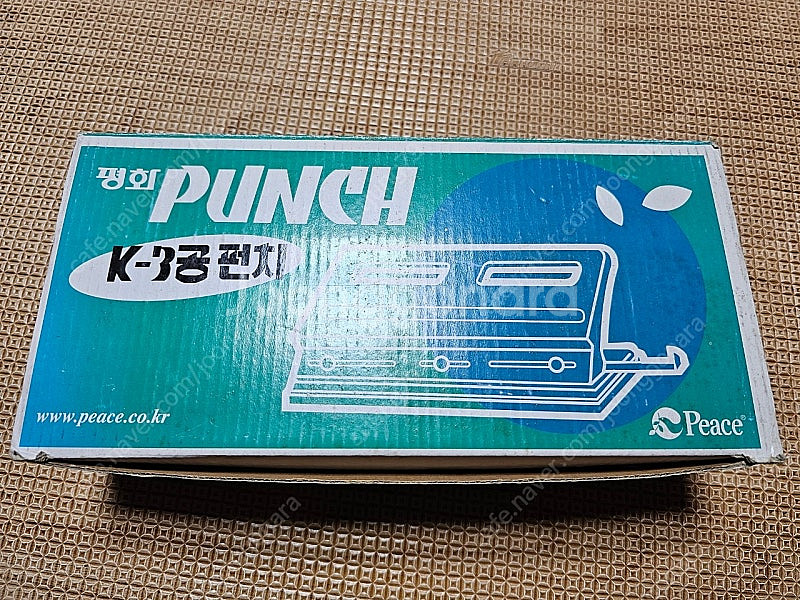 평화 PUNCH
K-3공펀치
www.peace.co.kr
Peace®